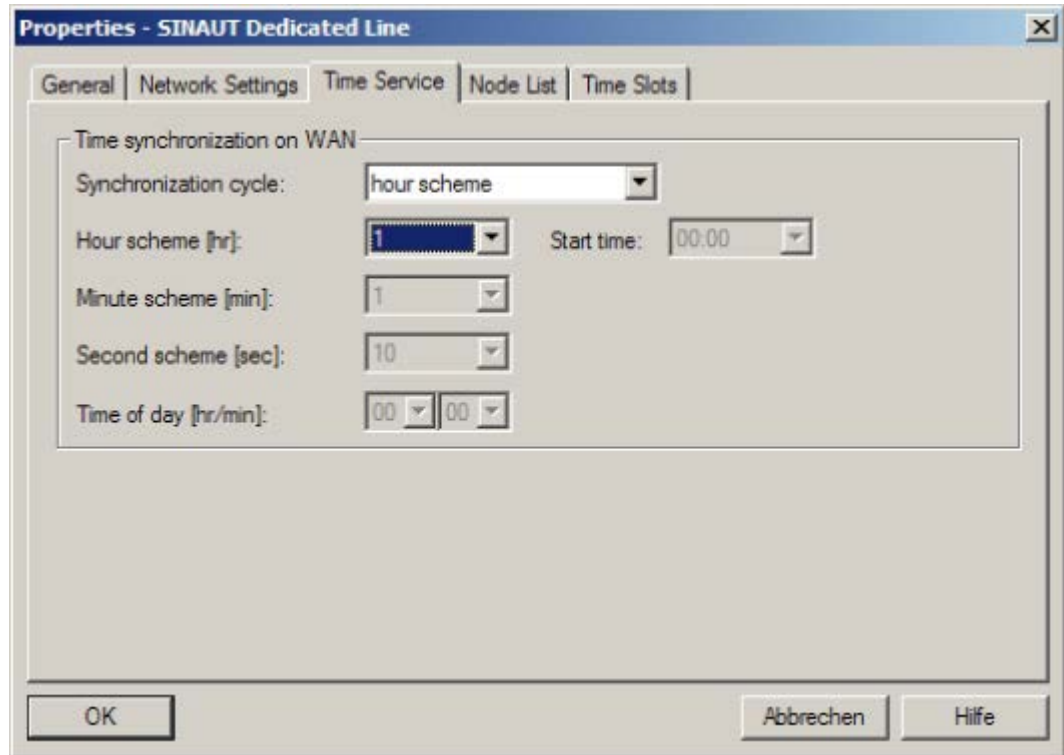 Properties - SINAUT Dedicated Line
General Network Settings Time Service Node List Time Slots
Time synchronization on WAN
Synchronization cycle: hour scheme
Hour scheme [hr]: 1 Start time: 00:00
Minute scheme [min]: 1
Second scheme [sec]: 10
Time of day [hr/min]: 00 00
OK Abbrechen Hilfe